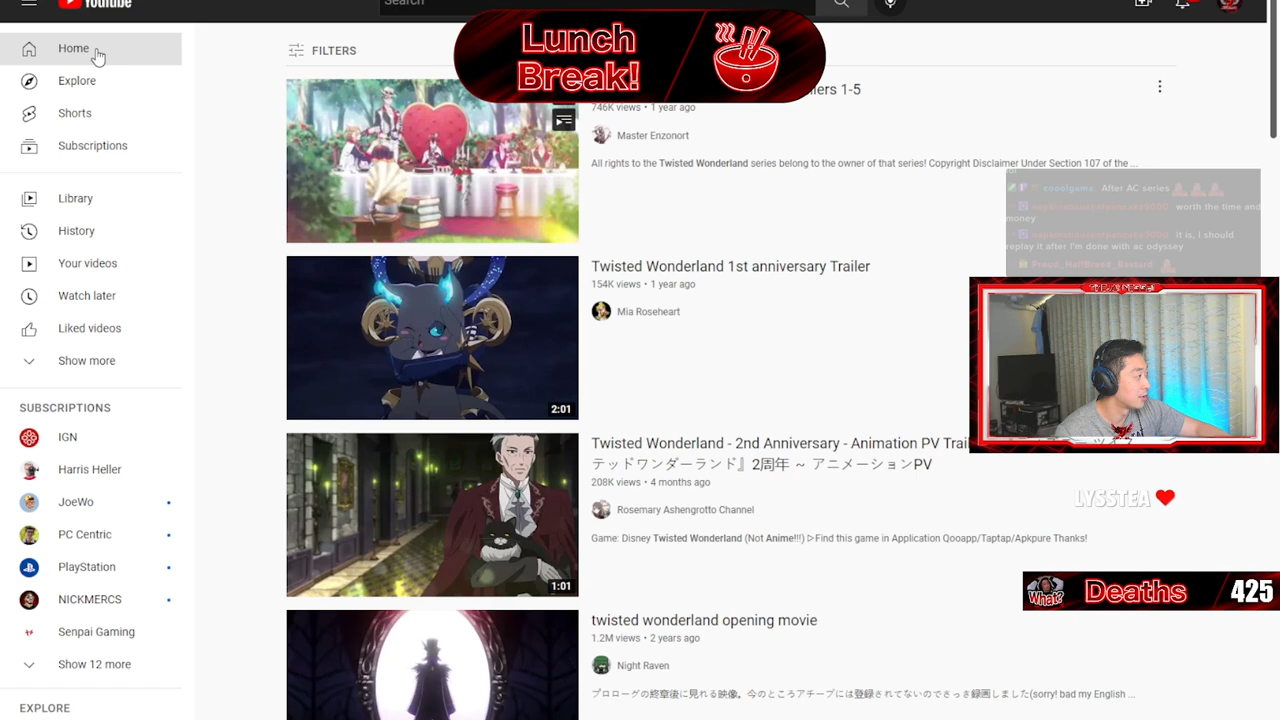 YouTube
Search
Home
Explore
Shorts
Subscriptions
Library
History
Your videos
Watch later
Liked videos
Show more
SUBSCRIPTIONS
IGN
Harris Heller
JoeWo
PC Centric
PlayStation
NICKMERCS
Senpai Gaming
Show 12 more
EXPLORE
FILTERS
Lunch
Break!
1-5
746K views • 1 year ago
Master Enzonort
All rights to the Twisted Wonderland series belong to the owner of that series! Copyright Disclaimer Under Section 107 of the ...
Twisted Wonderland 1st anniversary Trailer
154K views • 1 year ago
Mia Roseheart
2:01
Twisted Wonderland - 2nd Anniversary - Animation PV Trai
テッドワンダーランド』2周年 ~ アニメーションPV
208K views • 4 months ago
Rosemary Ashengrotto Channel
Game: Disney Twisted Wonderland (Not Anime!!!) ▷Find this game in Application Qooapp/Taptap/Apkpure Thanks!
1:01
twisted wonderland opening movie
1.2M views • 2 years ago
Night Raven
プロローグの終章後に見れる映像。今のところアチーブには登録されてないのでさっき録画しました(sorry! bad my English ...
cooolgams: After AC series
worth the time and
money
it is, I should
replay it after I'm done with ac odyssey
Proud_HalfBreed_Bastard:
LYSSTEA
What?
Deaths 425